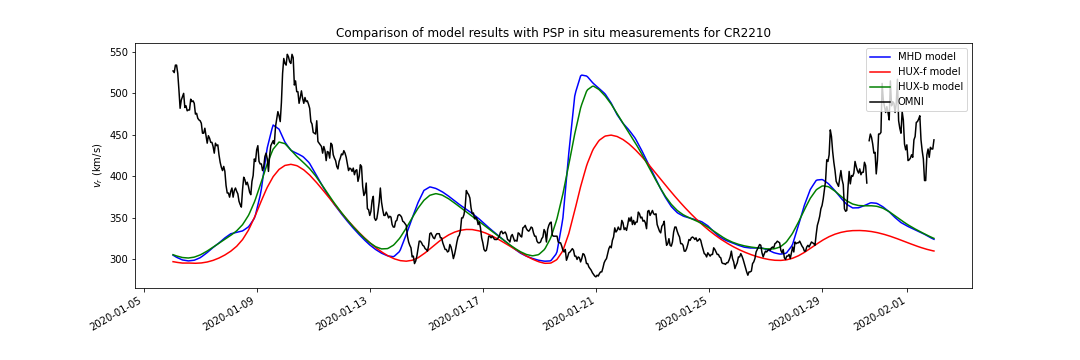 Comparison of model results with PSP in situ measurements for CR2210
550
500
450
400
350
300
v_r (km/s)
MHD model
HUX-f model
HUX-b model
OMNI
2020-01-05
2020-01-09
2020-01-13
2020-01-17
2020-01-21
2020-01-25
2020-01-29
2020-02-01